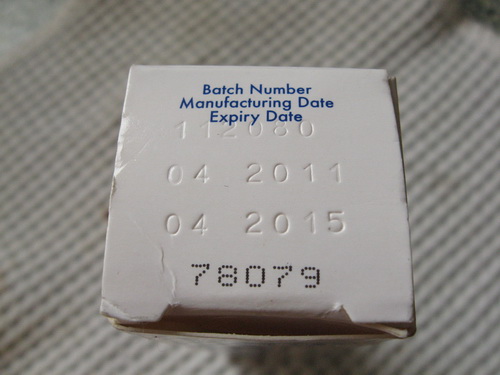 Batch Number
Manufacturing Date
Expiry Date
112080
04 2011
04 2015
78079